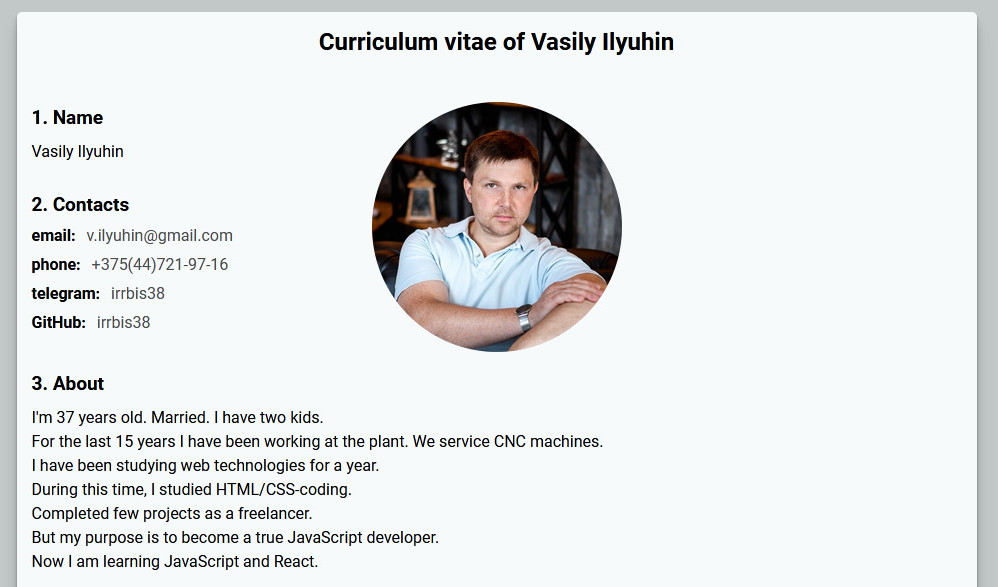 Curriculum vitae of Vasily Ilyuhin
1. Name
Vasily Ilyuhin
2. Contacts
email: v.ilyuhin@gmail.com
phone: +375(44)721-97-16
telegram: irrbis38
GitHub: irrbis38
3. About
I'm 37 years old. Married. I have two kids.
For the last 15 years I have been working at the plant. We service CNC machines.
I have been studying web technologies for a year.
During this time, I studied HTML/CSS-coding.
Completed few projects as a freelancer.
But my purpose is to become a true JavaScript developer.
Now I am learning JavaScript and React.